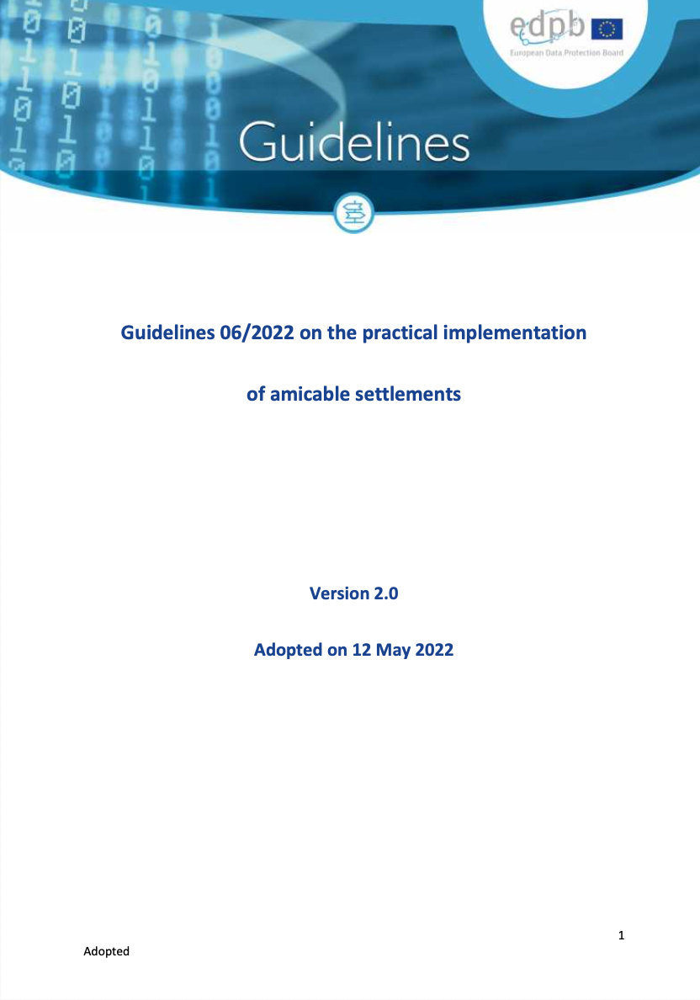 edpb
European Data Protection Board
Guidelines
Guidelines 06/2022 on the practical implementation
of amicable settlements
Version 2.0
Adopted on 12 May 2022
1
Adopted